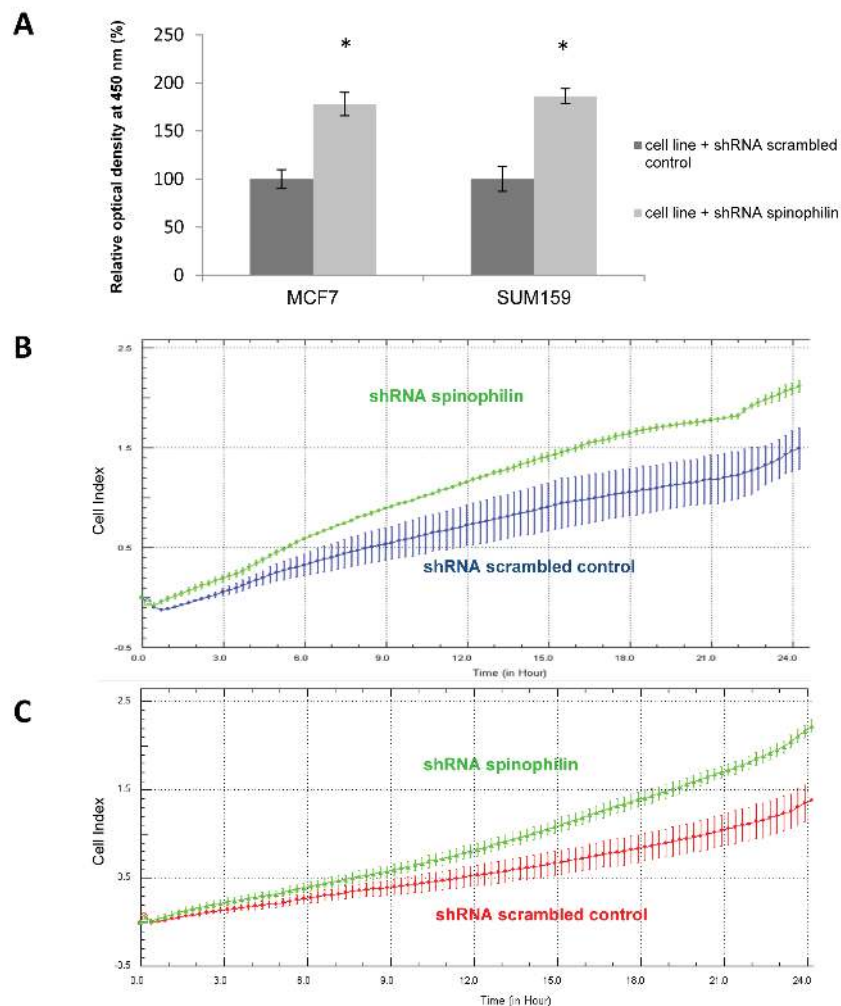 A
Relative optical density at 450 nm (%)
250
200
150
100
50
0
*
*
MCF7
SUM159
cell line + shRNA scrambled
control
cell line + shRNA spinophilin
B
Cell Index
2.5
1.5
0.5
-0.5
shRNA spinophilin
shRNA scrambled control
0.0 3.0 6.0 9.0 12.0 15.0 18.0 21.0 24.0
Time (in Hour)
C
Cell Index
2.5
1.5
0.5
-0.5
shRNA spinophilin
shRNA scrambled control
0.0 3.0 6.0 9.0 12.0 15.0 18.0 21.0 24.0
Time (in Hour)